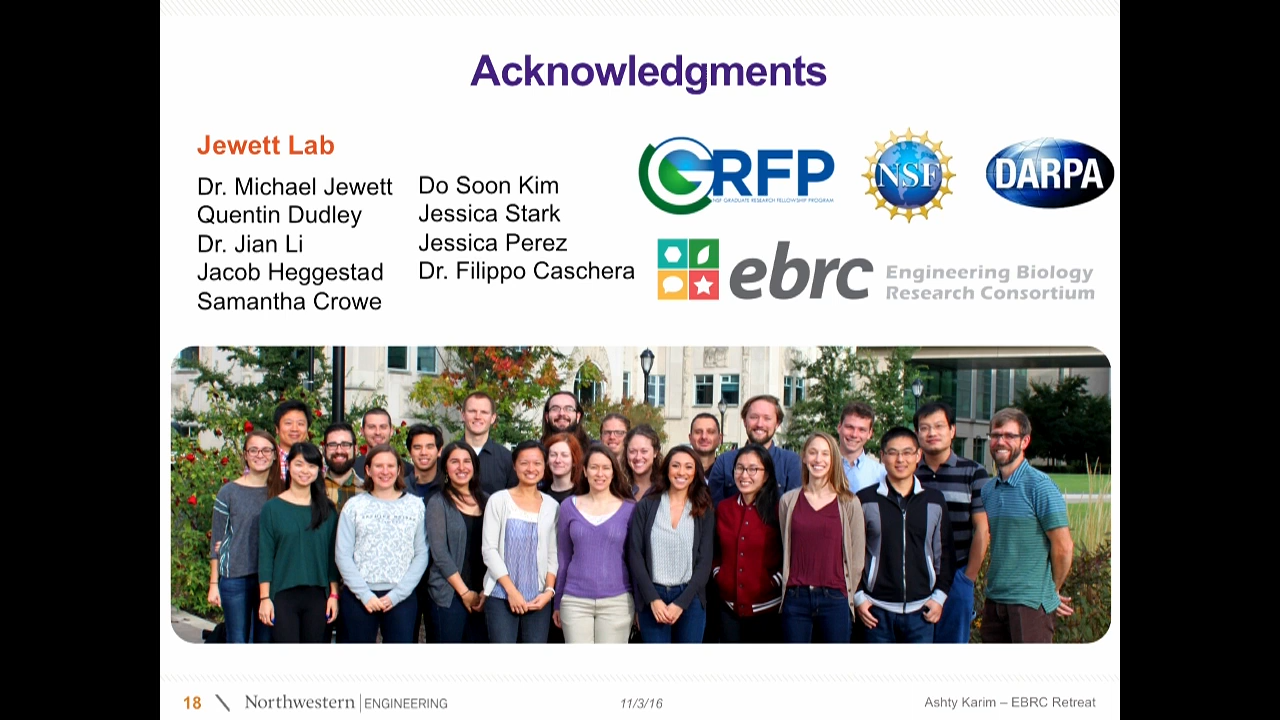 Acknowledgments
Jewett Lab
Dr. Michael Jewett
Quentin Dudley
Dr. Jian Li
Jacob Heggestad
Samantha Crowe
Do Soon Kim
Jessica Stark
Jessica Perez
Dr. Filippo Caschera
GRFP
NSF GRADUATE RESEARCH FELLOWSHIP PROGRAM
NSF
DARPA
ebrc
Engineering Biology
Research Consortium
18
Northwestern | ENGINEERING
11/3/16
Ashty Karim – EBRC Retreat